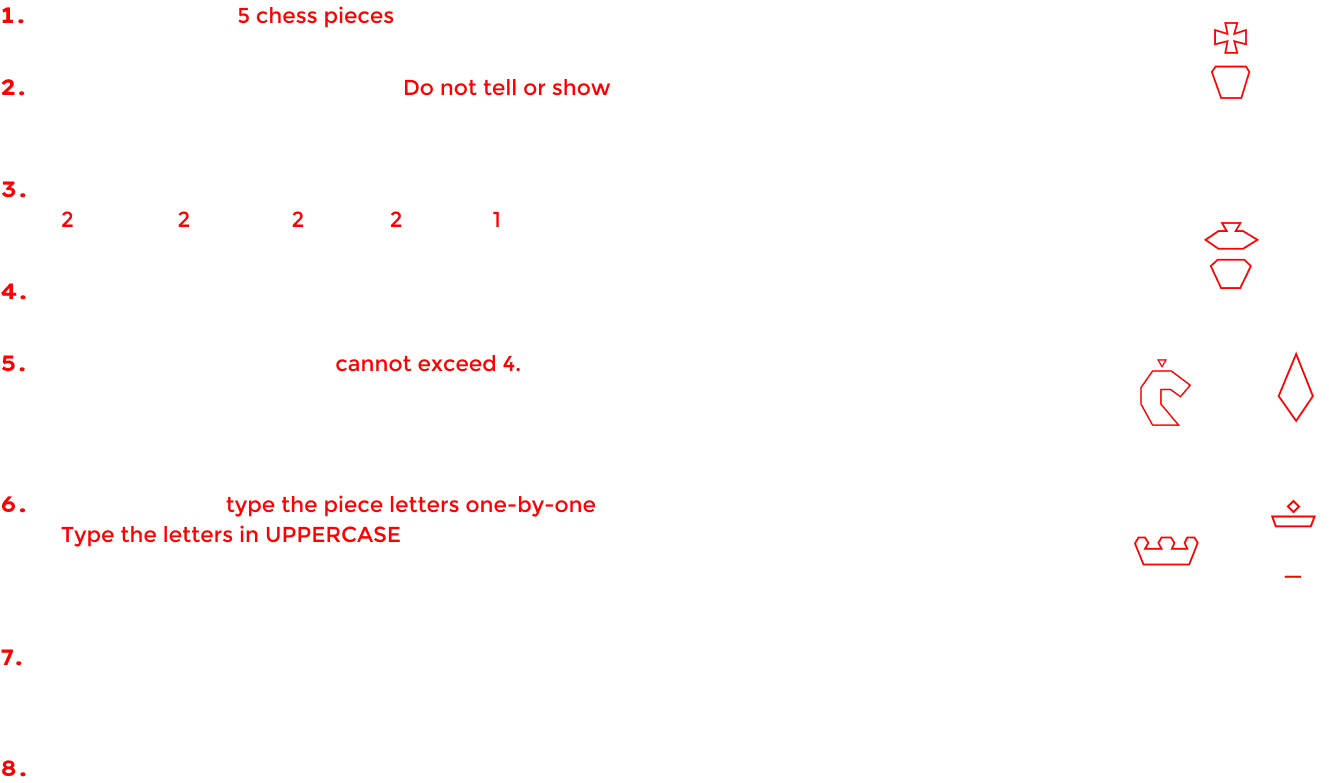 1. 5 chess pieces
2. Do not tell or show
3.
2 2 2 2 1
4.
5. cannot exceed 4.
6. type the piece letters one-by-one
Type the letters in UPPERCASE
7.
8.